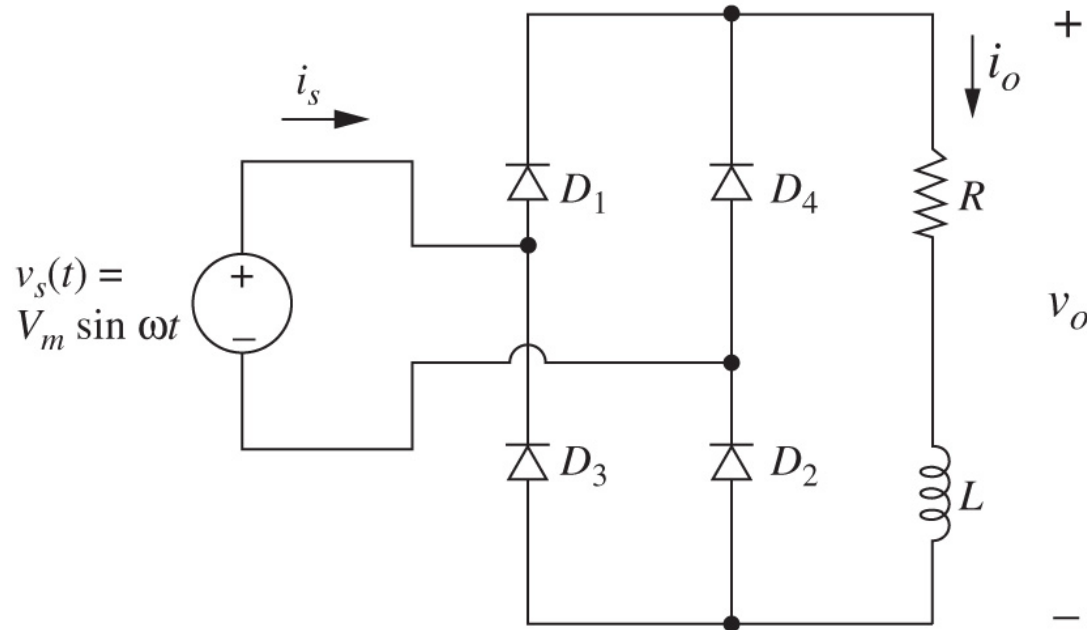 +
i_s
i_o
D_1
D_4
R
v_s(t) =
V_m sin ωt
+
−
v_o
D_3
D_2
L
−